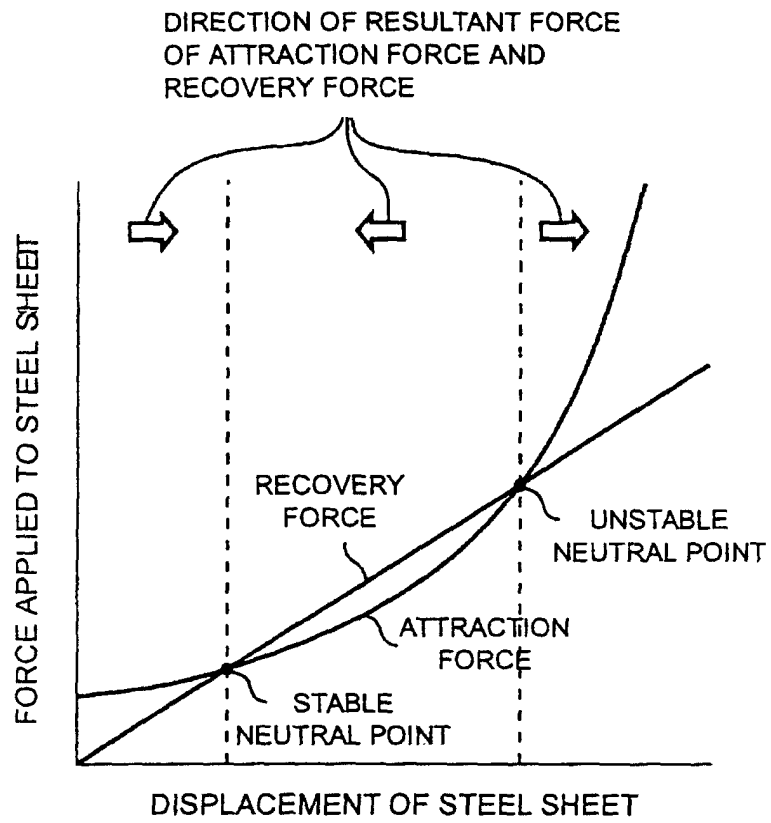 DIRECTION OF RESULTANT FORCE
OF ATTRACTION FORCE AND
RECOVERY FORCE
FORCE APPLIED TO STEEL SHEET
RECOVERY
FORCE
UNSTABLE
NEUTRAL POINT
ATTRACTION
FORCE
STABLE
NEUTRAL POINT
DISPLACEMENT OF STEEL SHEET